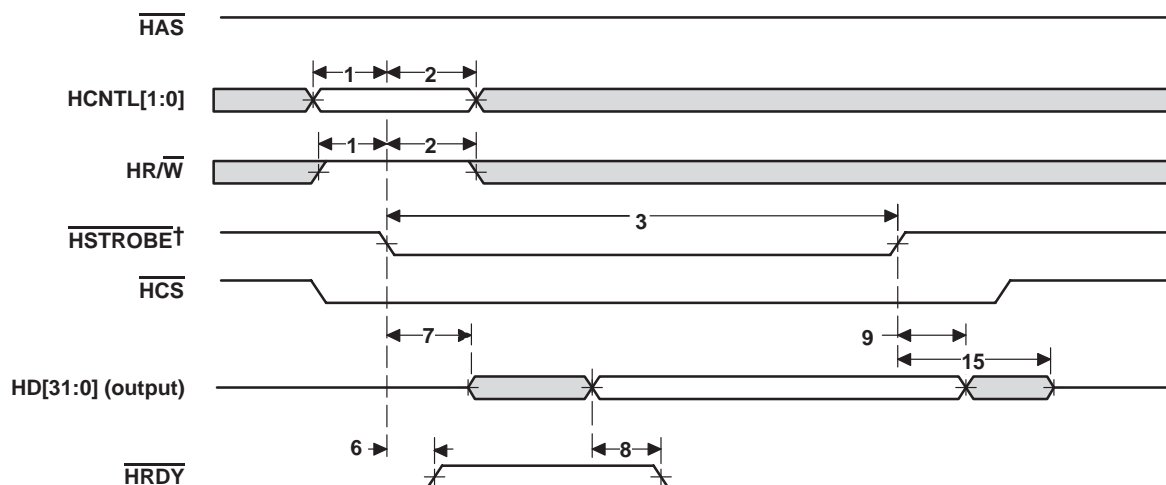 HAS
1 2
HCNTL[1:0]
1 2
HR/W
3
HSTROBE†
HCS
7 9
15
HD[31:0] (output)
6 8
HRDY